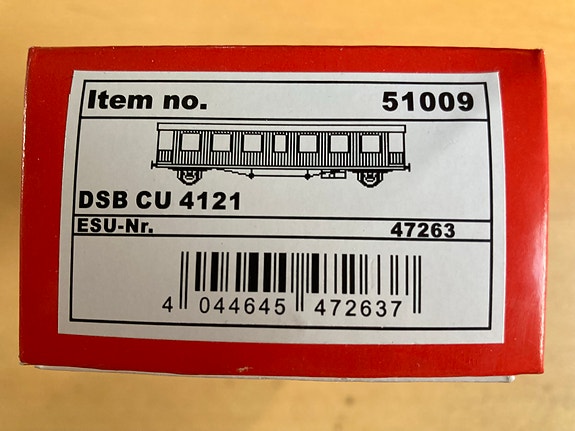 Item no. 51009
DSB CU 4121
ESU-Nr. 47263
4 044645 472637